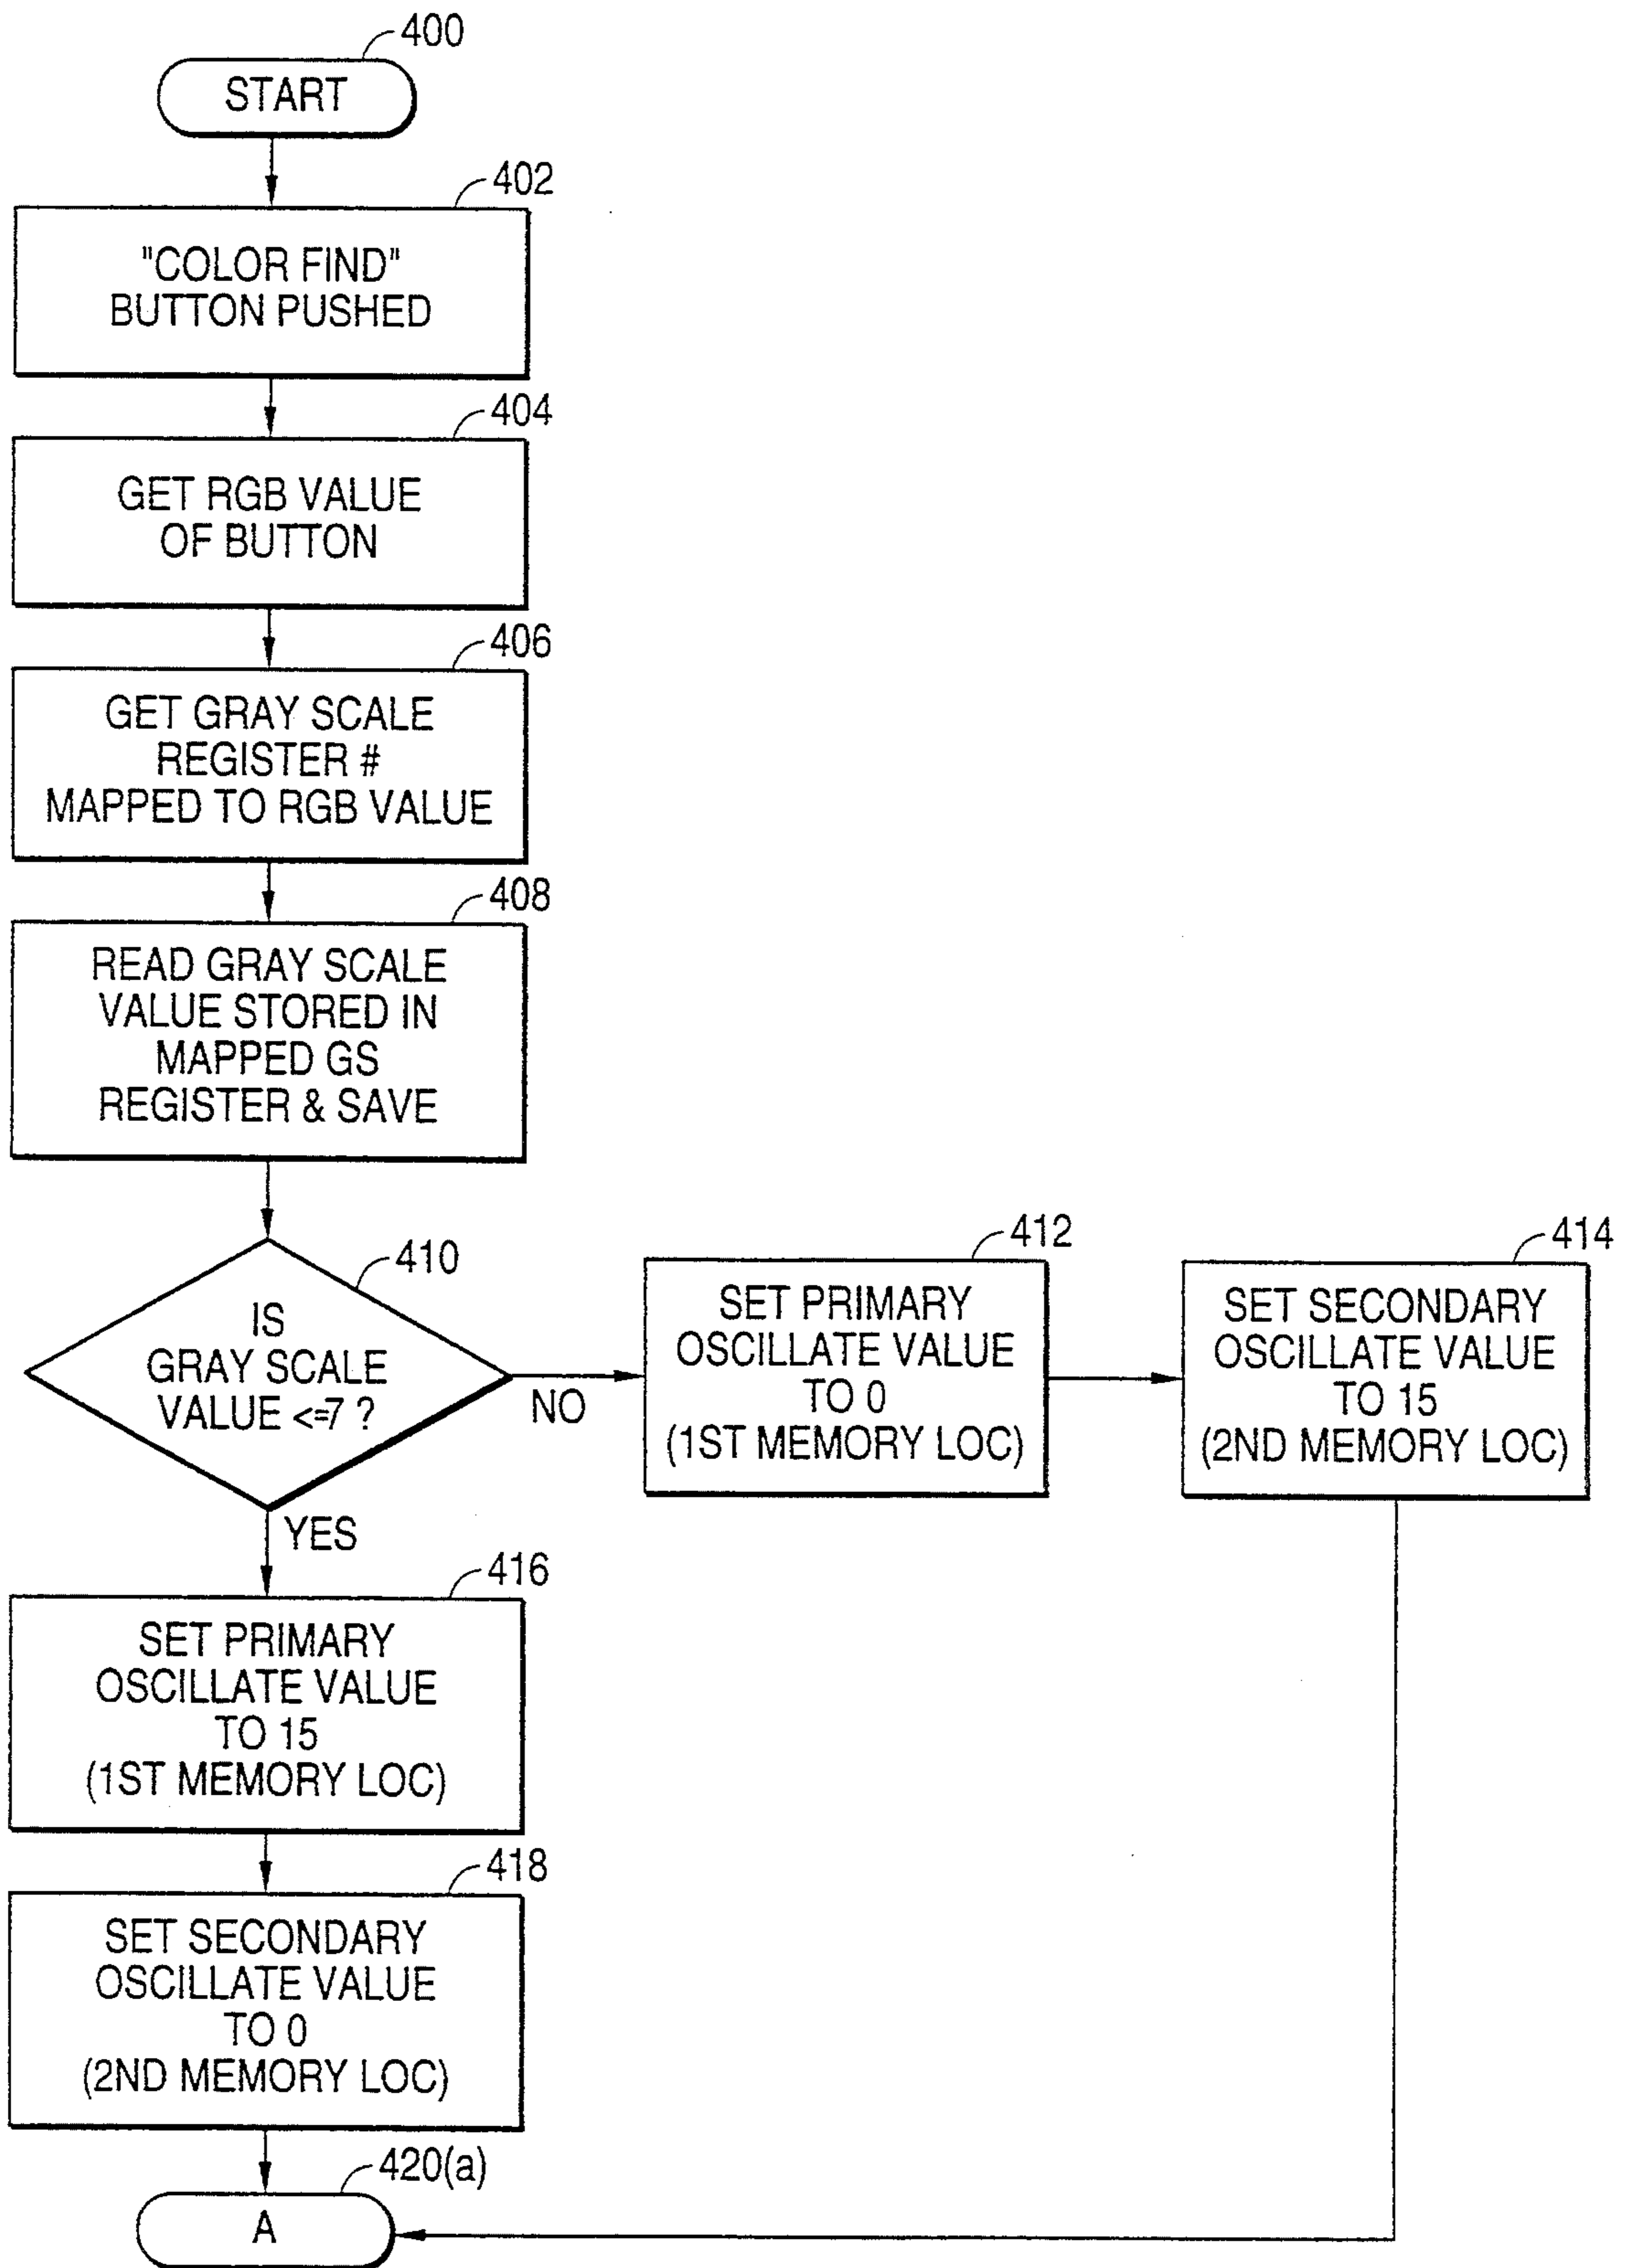 400
START
402
"COLOR FIND"
BUTTON PUSHED
404
GET RGB VALUE
OF BUTTON
406
GET GRAY SCALE
REGISTER #
MAPPED TO RGB VALUE
408
READ GRAY SCALE
VALUE STORED IN
MAPPED GS
REGISTER & SAVE
410
IS
GRAY SCALE
VALUE <=7 ?
NO
412
SET PRIMARY
OSCILLATE VALUE
TO 0
(1ST MEMORY LOC)
414
SET SECONDARY
OSCILLATE VALUE
TO 15
(2ND MEMORY LOC)
YES
416
SET PRIMARY
OSCILLATE VALUE
TO 15
(1ST MEMORY LOC)
418
SET SECONDARY
OSCILLATE VALUE
TO 0
(2ND MEMORY LOC)
420(a)
A